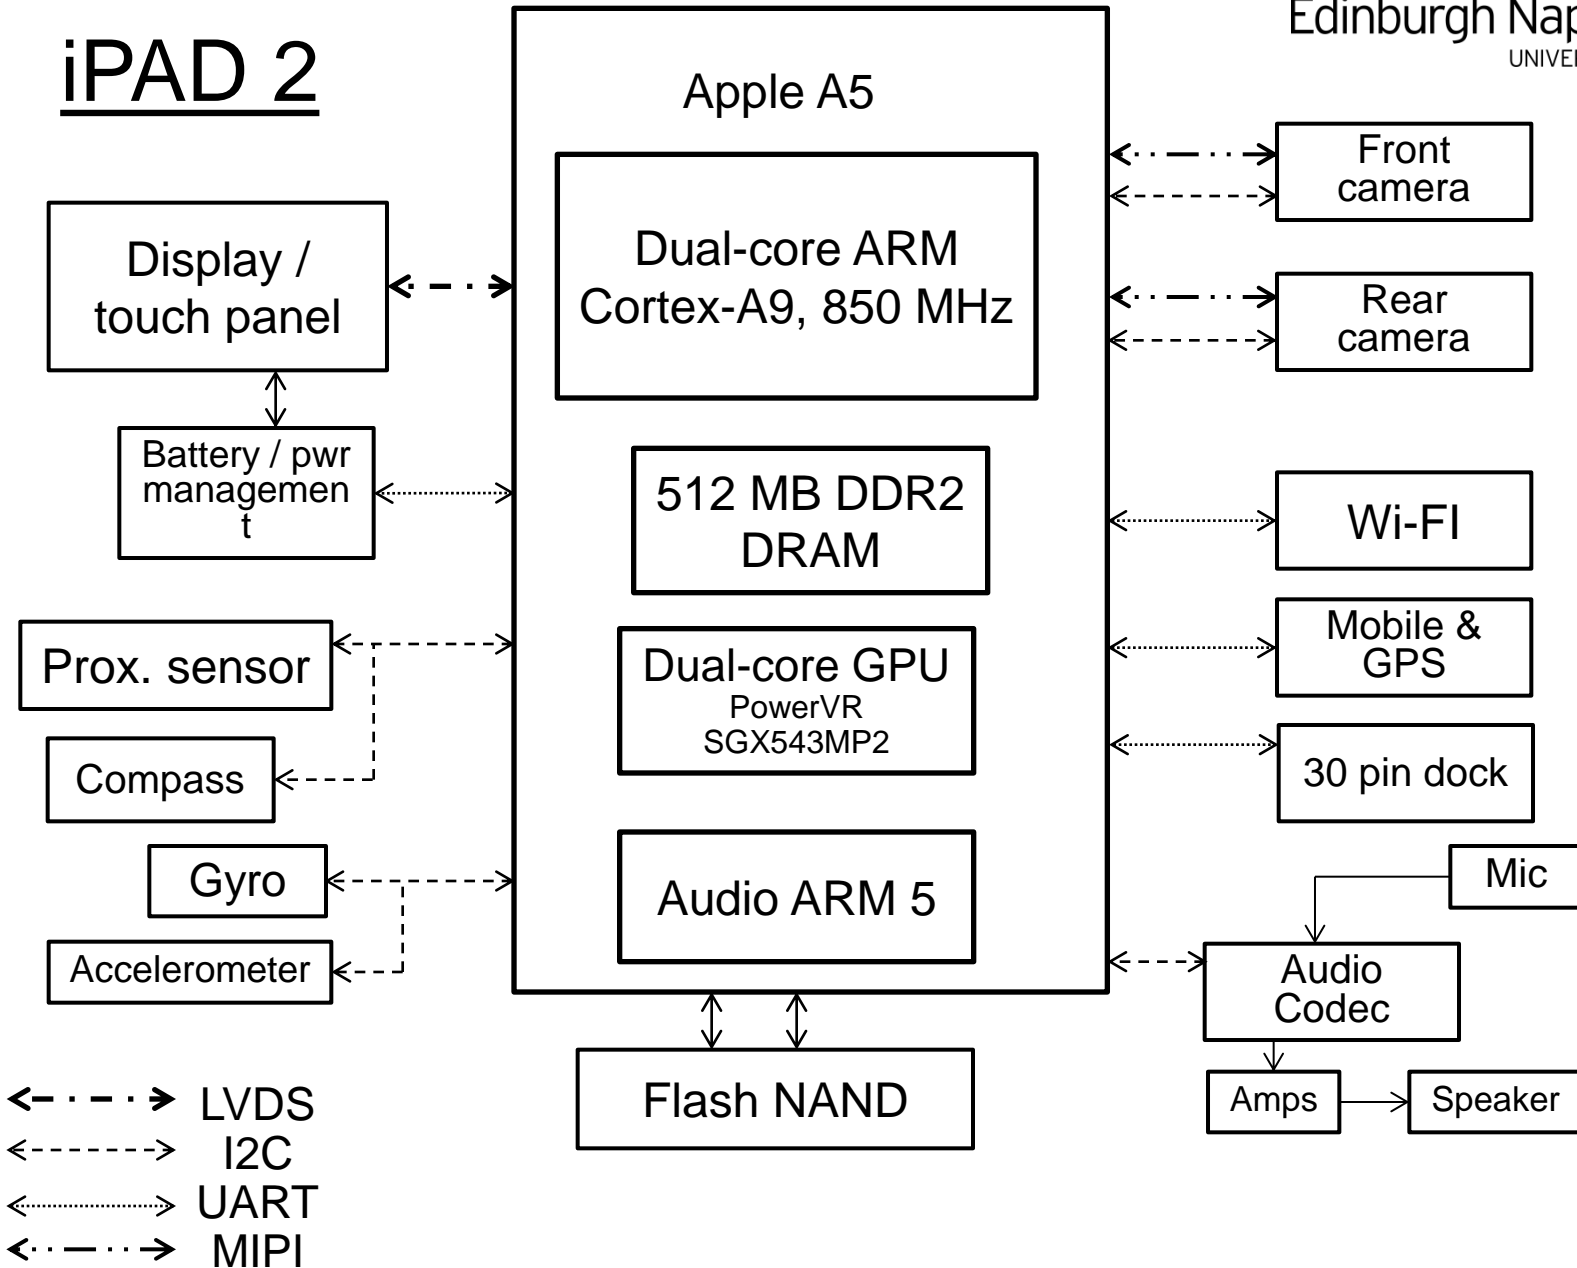 iPAD 2
Edinburgh Nap
UNIVE
Apple A5
Dual-core ARM
Cortex-A9, 850 MHz
512 MB DDR2
DRAM
Dual-core GPU
PowerVR
SGX543MP2
Audio ARM 5
Flash NAND
Display /
touch panel
Battery / pwr
managemen
t
Prox. sensor
Compass
Gyro
Accelerometer
Front
camera
Rear
camera
Wi-FI
Mobile &
GPS
30 pin dock
Mic
Audio
Codec
Amps
Speaker
LVDS
I2C
UART
MIPI